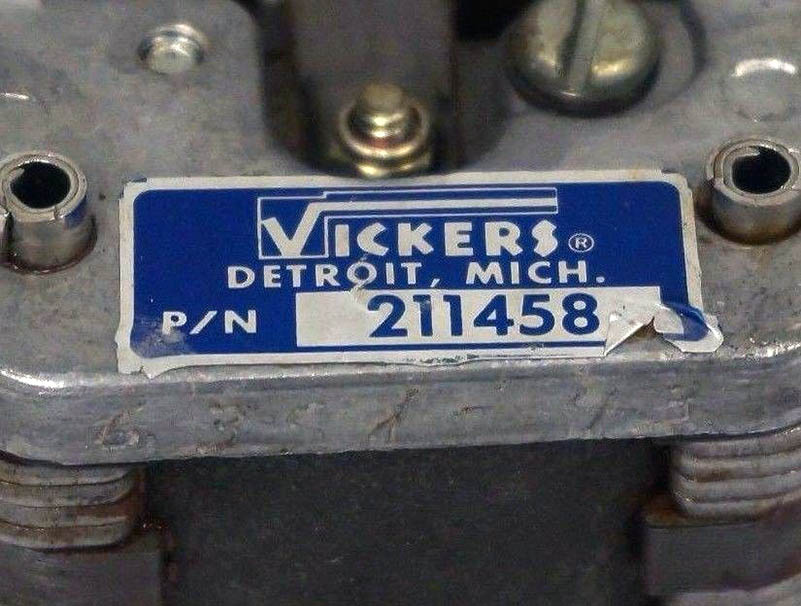 VICKERS®
DETROIT, MICH.
P/N 211458